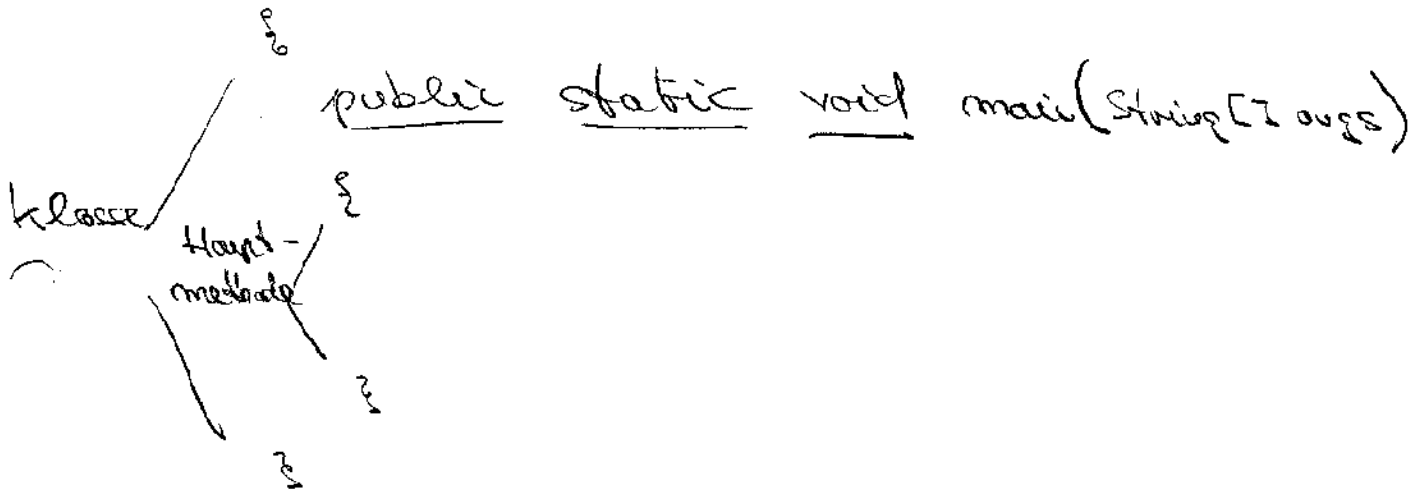 {
public static void main(String[] args)
{
Klasse
Haupt-
methode
}
}